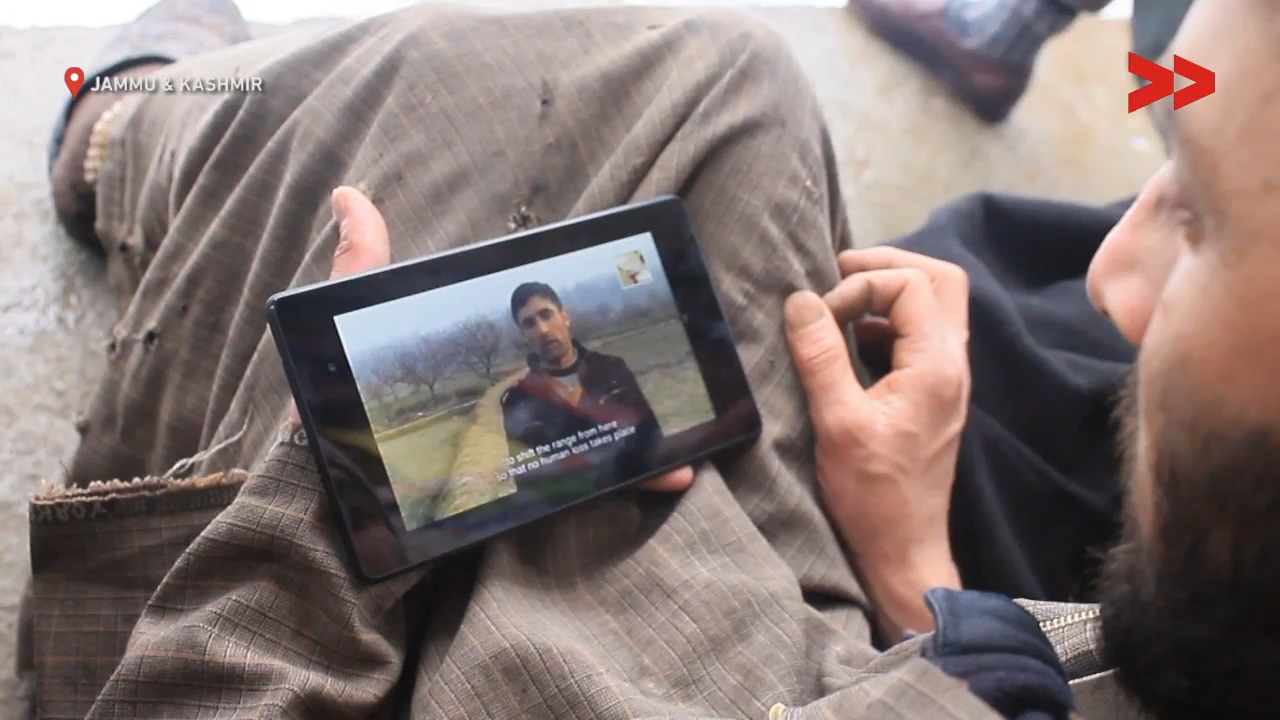 JAMMU & KASHMIR
to shift the range from here
so that no human loss takes place